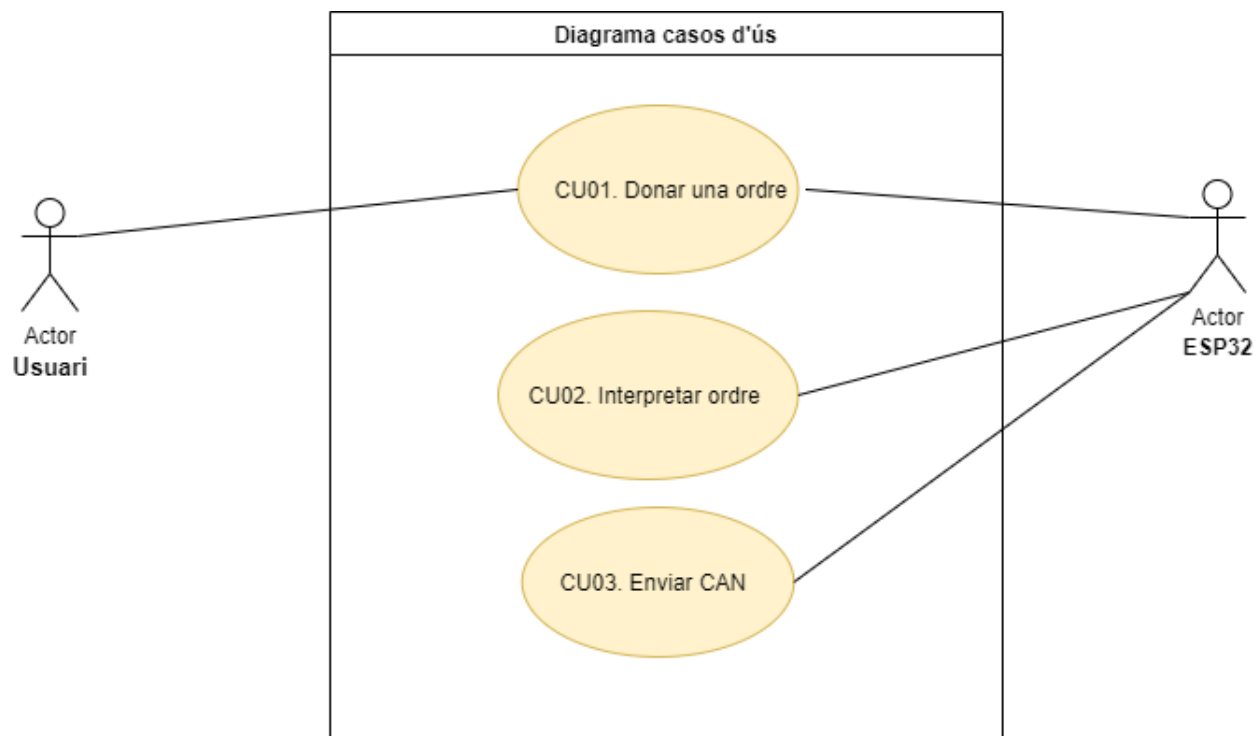 Diagrama casos d'ús
CU01. Donar una ordre
Actor
Usuari
Actor
ESP32
CU02. Interpretar ordre
CU03. Enviar CAN